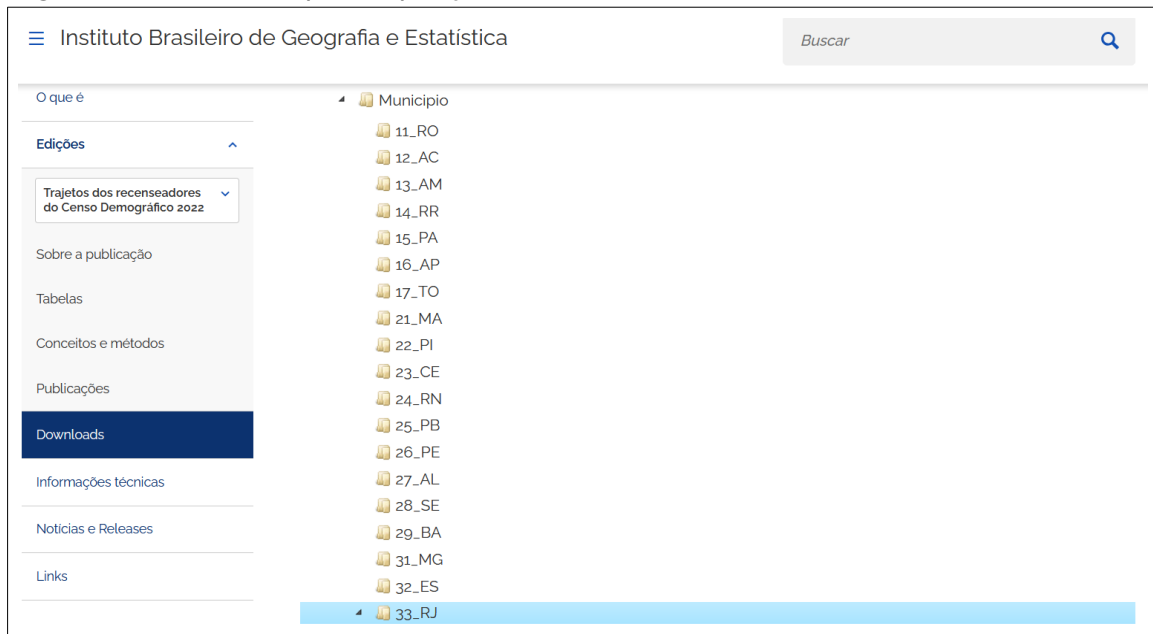 Instituto Brasileiro de Geografia e Estatística
Buscar
O que é
Edições
Trajetos dos recenseadores
do Censo Demográfico 2022
Sobre a publicação
Tabelas
Conceitos e métodos
Publicações
Downloads
Informações técnicas
Notícias e Releases
Links
Municipio
11_RO
12_AC
13_AM
14_RR
15_PA
16_AP
17_TO
21_MA
22_PI
23_CE
24_RN
25_PB
26_PE
27_AL
28_SE
29_BA
31_MG
32_ES
33_RJ